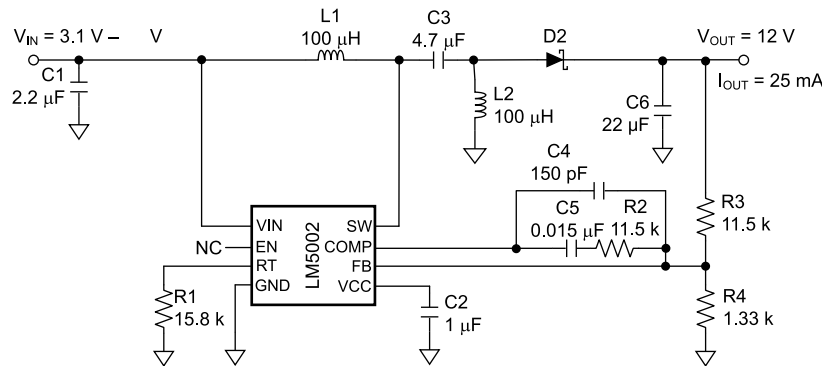 L1
100 µH
C3
4.7 µF
D2
V_IN = 3.1 V – V
V_OUT = 12 V
I_OUT = 25 mA
C1
2.2 µF
L2
100 µH
C6
22 µF
C4
150 pF
C5
0.015 µF
R2
11.5 k
R3
11.5 k
VIN
SW
NC
EN
COMP
RT
FB
GND
VCC
LM5002
R1
15.8 k
C2
1 µF
R4
1.33 k